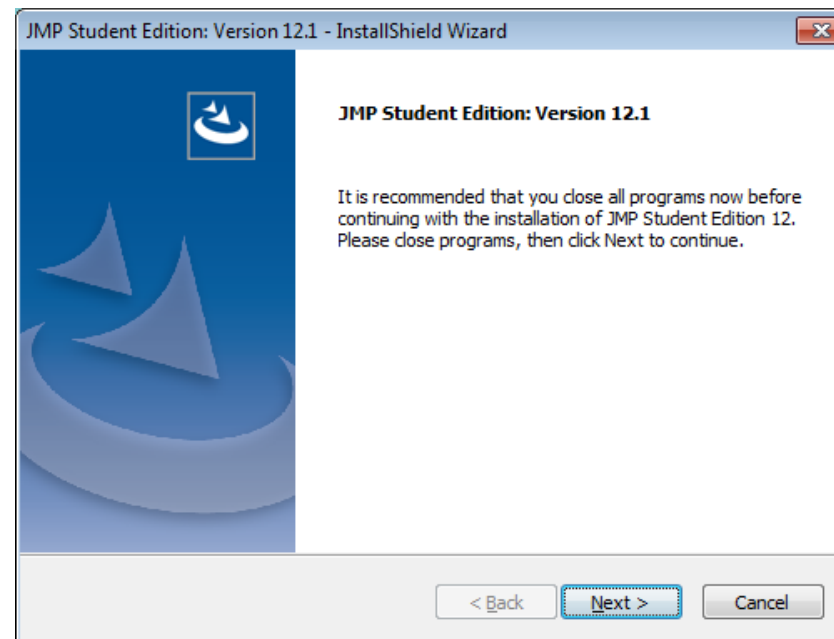 JMP Student Edition: Version 12.1 - InstallShield Wizard
JMP Student Edition: Version 12.1
It is recommended that you close all programs now before
continuing with the installation of JMP Student Edition 12.
Please close programs, then click Next to continue.
< Back
Next >
Cancel